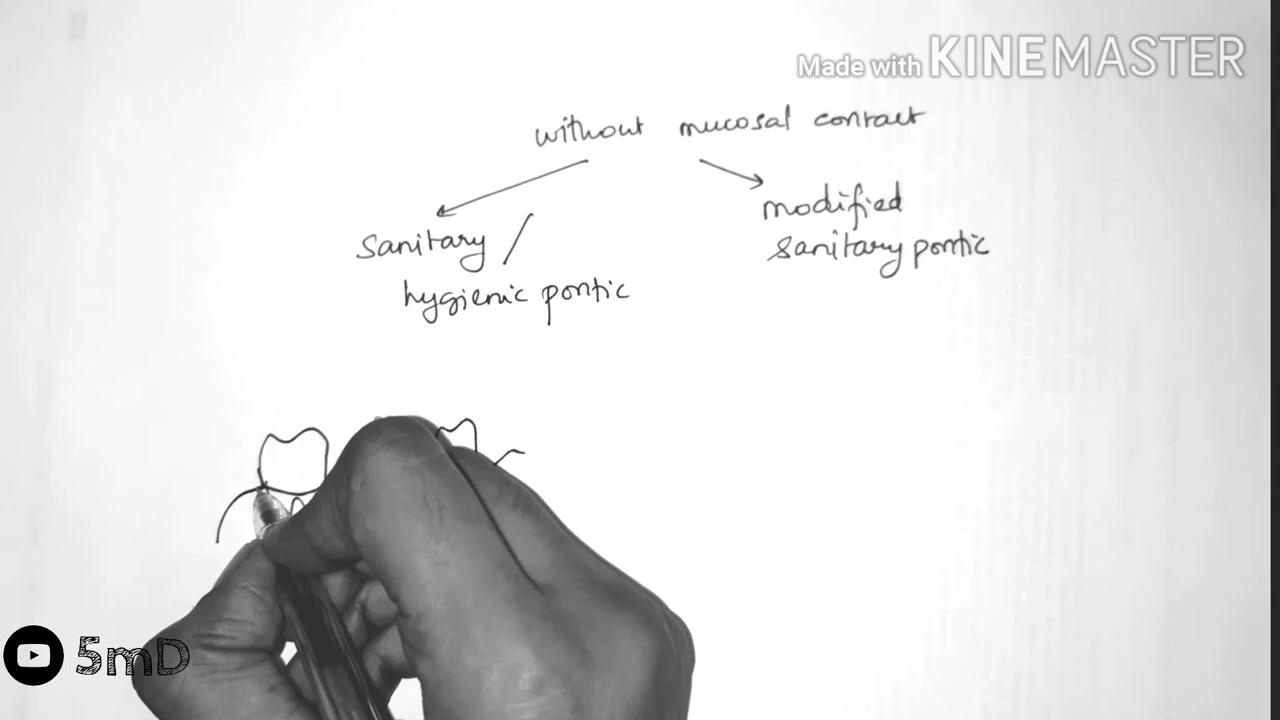 Made with KINEMASTER
without mucosal contact
modified
sanitary /
sanitary pontic
hygienic pontic
5mD